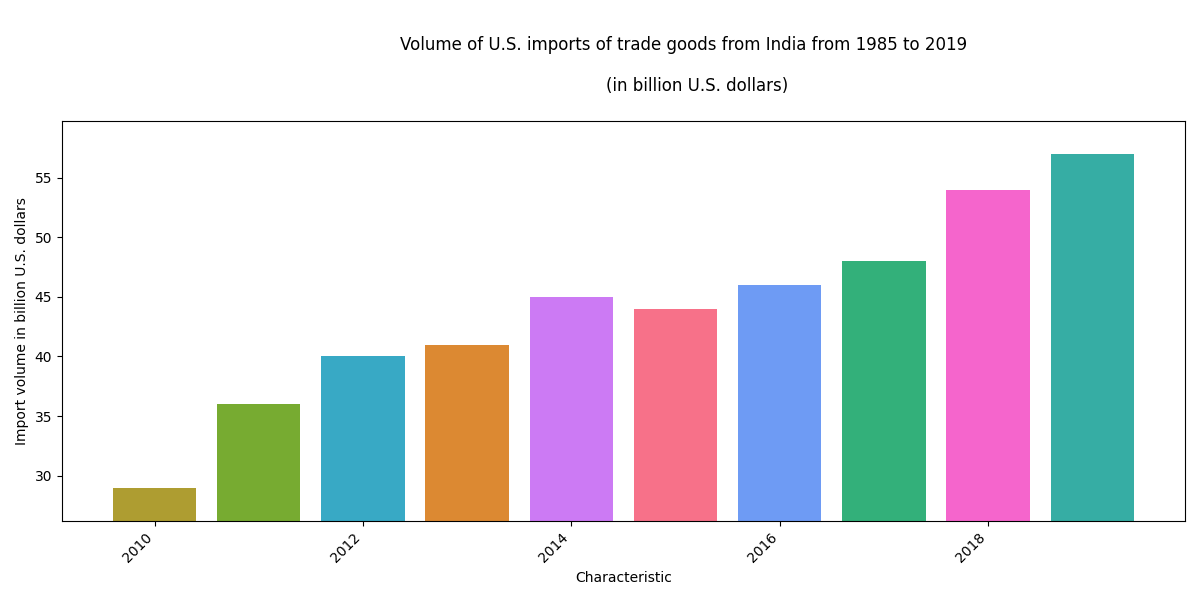 Volume of U.S. imports of trade goods from India from 1985 to 2019
(in billion U.S. dollars)
Import volume in billion U.S. dollars
55
50
45
40
35
30
2010
2012
2014
2016
2018
Characteristic